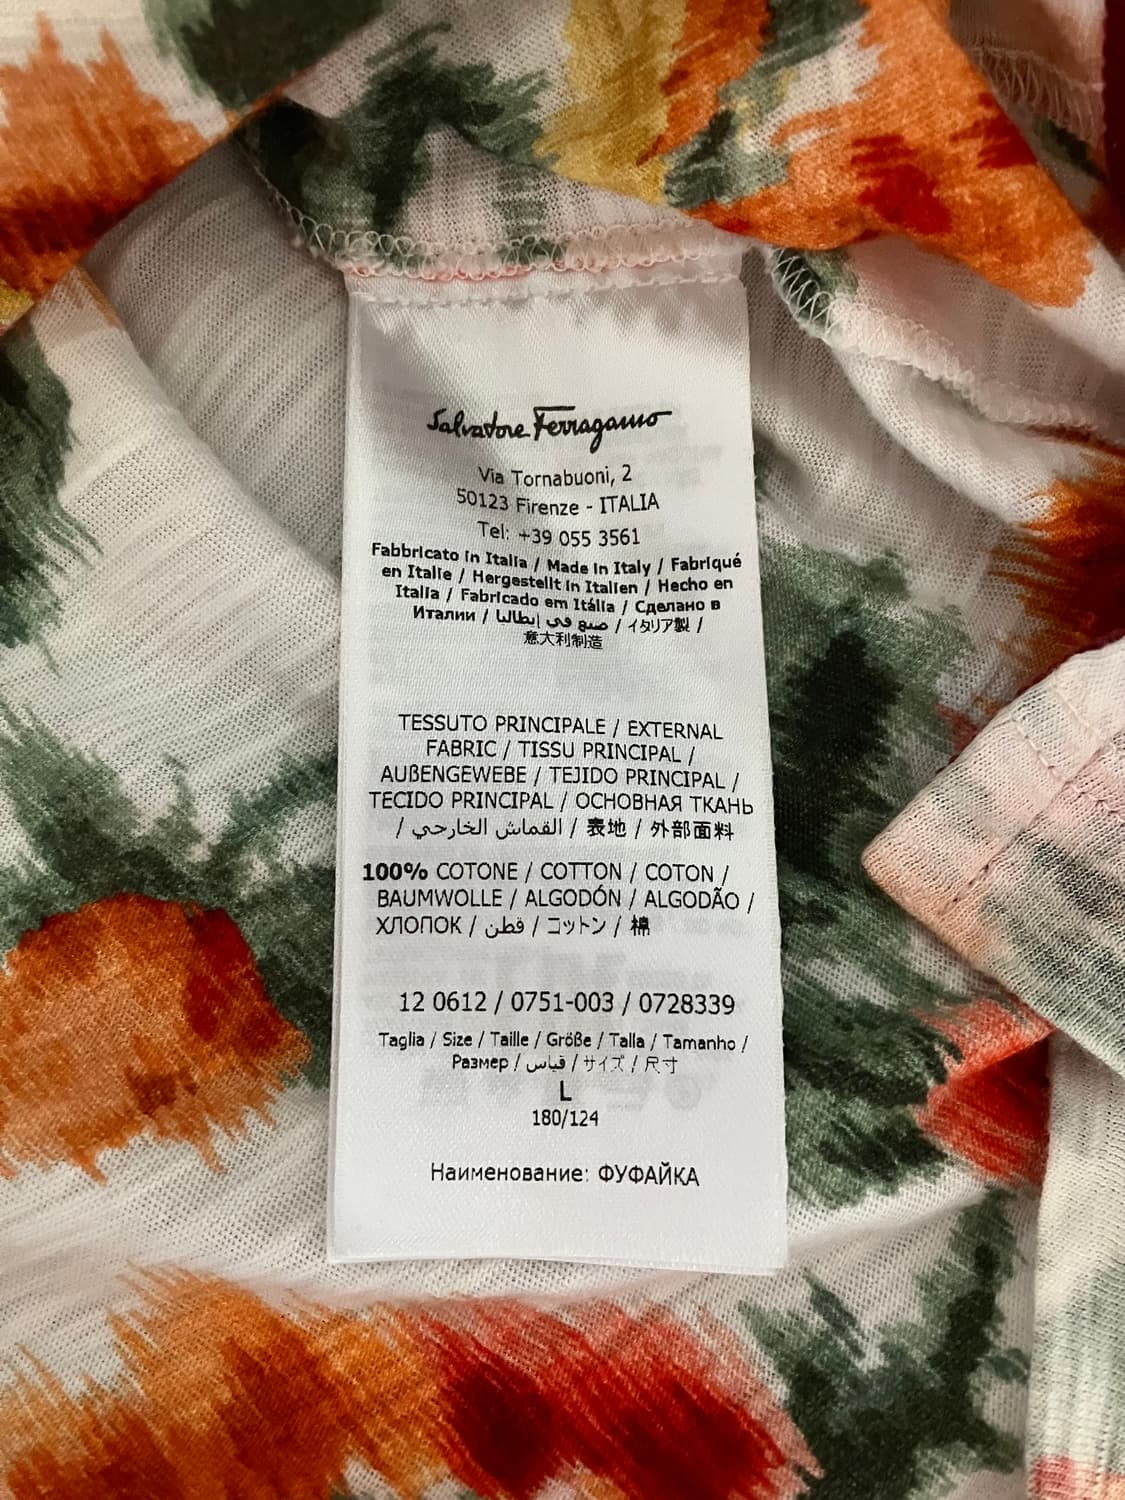 Salvatore Ferragamo
Via Tornabuoni, 2
50123 Firenze - ITALIA
Tel: +39 055 3561
Fabbricato in Italia / Made in Italy / Fabriqué
en Italie / Hergestellt in Italien / Hecho en
Italia / Fabricado em Itália / Сделано в
Италии / صنع في إيطاليا / イタリア製 /
意大利制造
TESSUTO PRINCIPALE / EXTERNAL
FABRIC / TISSU PRINCIPAL /
AUßENGEWEBE / TEJIDO PRINCIPAL /
TECIDO PRINCIPAL / ОСНОВНАЯ ТКАНЬ
/ القماش الخارجي / 表地 / 外部面料
100% COTONE / COTTON / COTON /
BAUMWOLLE / ALGODÓN / ALGODÃO /
ХЛОПОК / قطن / コットン / 棉
12 0612 / 0751-003 / 0728339
Taglia / Size / Taille / Größe / Talla / Tamanho /
Размер / قياس / サイズ / 尺寸
L
180/124
Наименование: ФУФАЙКА